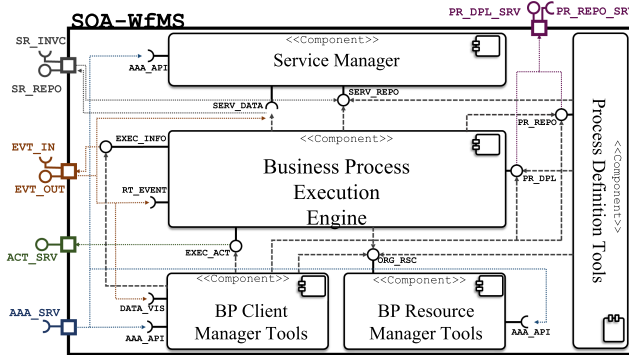 SOA-WfMS
PR_DPL_SRV
PR_REPO_SRV
SR_INVC
SR_REPO
AAA_API
<<Component>>
Service Manager
SERV_DATA
SERV_REPO
EXEC_INFO
<<Component>>
Business Process
Execution
Engine
PR_REPO
PR_DPL
<<Component>>
Process Definition Tools
EVT_IN
EVT_OUT
RT_EVENT
ACT_SRV
EXEC_ACT
ORG_RSC
<<Component>>
BP Client
Manager Tools
<<Component>>
BP Resource
Manager Tools
DATA_VIS
AAA_API
AAA_API
AAA_SRV